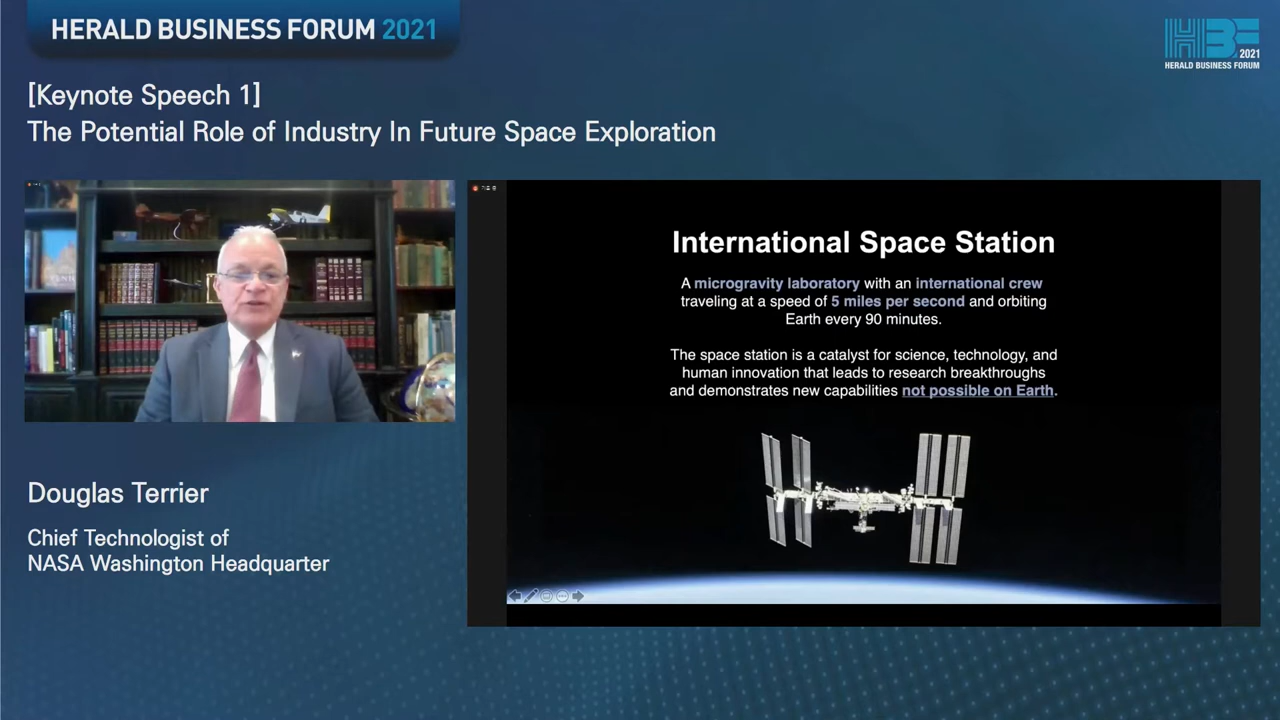 HERALD BUSINESS FORUM 2021
HBF
2021
HERALD BUSINESS FORUM
[Keynote Speech 1]
The Potential Role of Industry In Future Space Exploration
International Space Station
A microgravity laboratory with an international crew
traveling at a speed of 5 miles per second and orbiting
Earth every 90 minutes.
The space station is a catalyst for science, technology, and
human innovation that leads to research breakthroughs
and demonstrates new capabilities not possible on Earth.
Douglas Terrier
Chief Technologist of
NASA Washington Headquarter